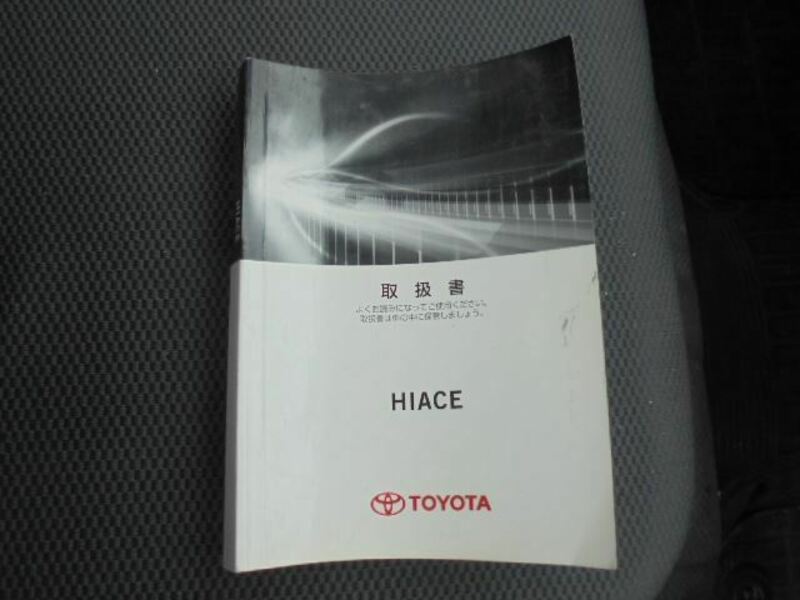 取扱書
よくお読みになってご使用ください。
取扱書は車の中に保管しましょう。
HIACE
TOYOTA
HIACE